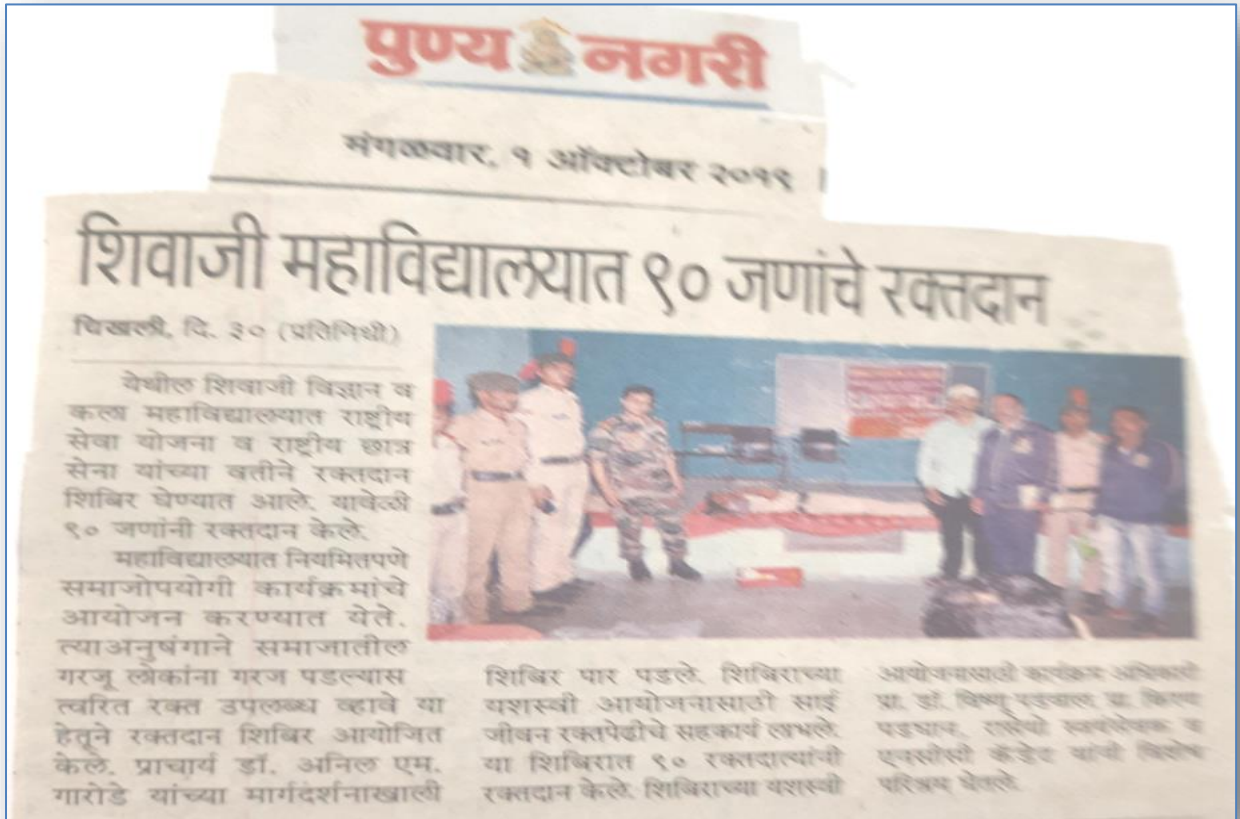 पुण्य नगरी
मंगळवार, १ ऑक्टोबर २०१९
शिवाजी महाविद्यालयात ९० जणांचे रक्तदान
चिखली, दि. ३० (प्रतिनिधी)
येथील शिवाजी विज्ञान व
कला महाविद्यालयात राष्ट्रीय
सेवा योजना व राष्ट्रीय छात्र
सेना यांच्या वतीने रक्तदान
शिबिर घेण्यात आले. यावेळी
९० जणांनी रक्तदान केले.
महाविद्यालयात नियमितपणे
समाजोपयोगी कार्यक्रमांचे
आयोजन करण्यात येते.
त्याअनुषंगाने समाजातील
गरजू लोकांना गरज पडल्यास
त्वरित रक्त उपलब्ध व्हावे या
हेतूने रक्तदान शिबिर आयोजित
केले. प्राचार्य डॉ. अनिल एम.
गारोडे यांच्या मार्गदर्शनाखाली
शिबिर पार पडले. शिबिराच्या
यशस्वी आयोजनासाठी साई
जीवन रक्तपेढीचे सहकार्य लाभले.
या शिबिरात ९० रक्तदात्यांनी
रक्तदान केले. शिबिराच्या यशस्वी
आयोजनासाठी कार्यक्रम अधिकारी
प्रा. डॉ. विष्णू प्रा. किरण
पडघान, रासेयो स्वयंसेवक व
एनसीसी कॅडेट यांनी विशेष
परिश्रम घेतले.